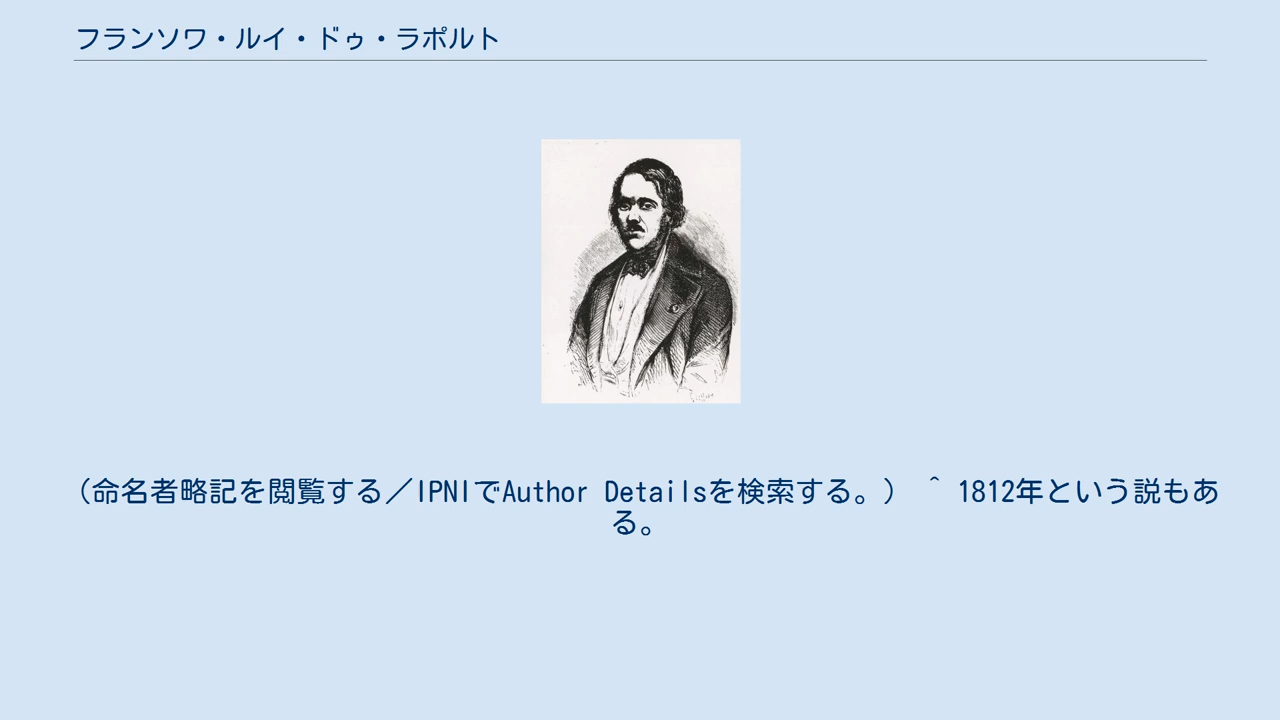 フランソワ・ルイ・ドゥ・ラポルト
（命名者略記を閲覧する／IPNIでAuthor Detailsを検索する。） ^ 1812年という説もあ
る。